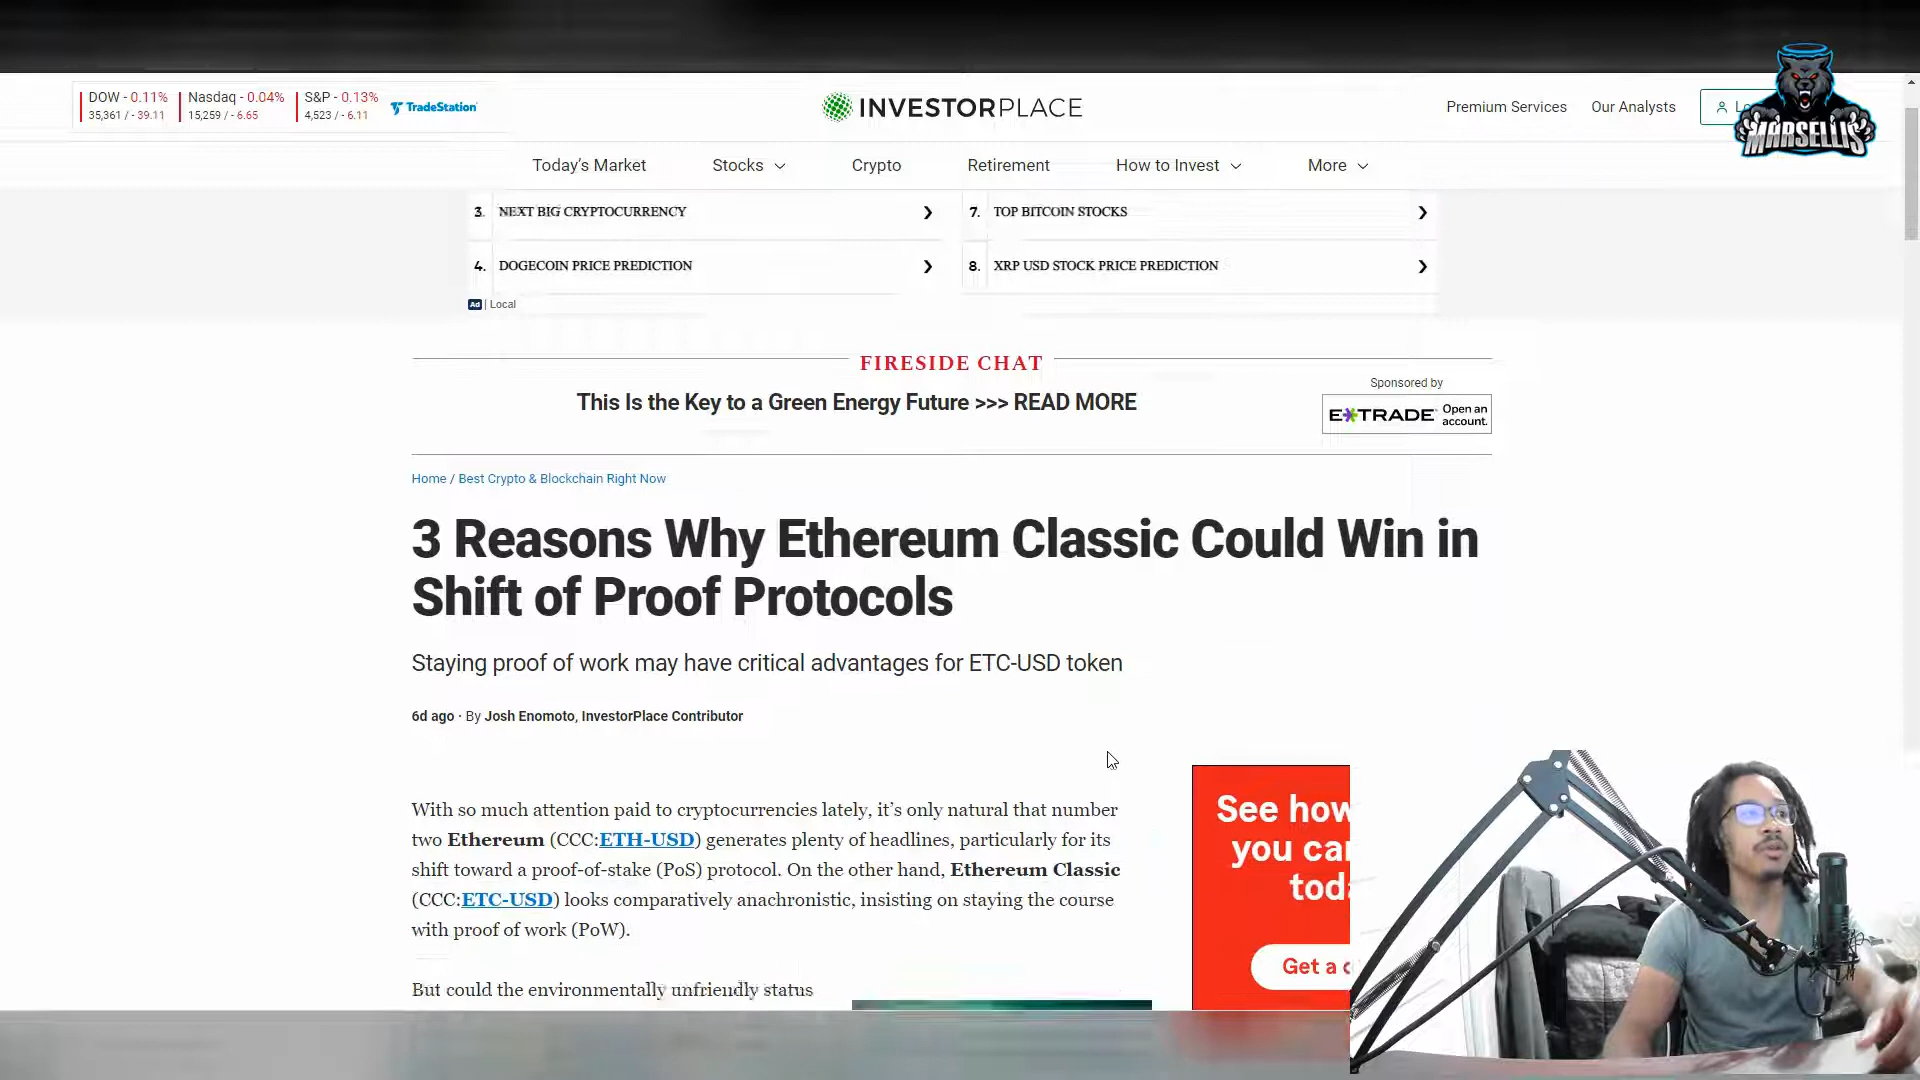 DOW - 0.11%
35,361 / - 39.11
Nasdaq - 0.04%
15,259 / - 6.65
S&P - 0.13%
4,523 / - 6.11
TradeStation
INVESTORPLACE
Premium Services
Our Analysts
MARSELLIS
Today's Market
Stocks
Crypto
Retirement
How to Invest
More
3. NEXT BIG CRYPTOCURRENCY
7. TOP BITCOIN STOCKS
4. DOGECOIN PRICE PREDICTION
8. XRP USD STOCK PRICE PREDICTION
Ad | Local
FIRESIDE CHAT
This Is the Key to a Green Energy Future >>> READ MORE
Sponsored by
E*TRADE Open an account.
Home / Best Crypto & Blockchain Right Now
3 Reasons Why Ethereum Classic Could Win in
Shift of Proof Protocols
Staying proof of work may have critical advantages for ETC-USD token
6d ago · By Josh Enomoto, InvestorPlace Contributor
With so much attention paid to cryptocurrencies lately, it's only natural that number
two Ethereum (CCC:ETH-USD) generates plenty of headlines, particularly for its
shift toward a proof-of-stake (PoS) protocol. On the other hand, Ethereum Classic
(CCC:ETC-USD) looks comparatively anachronistic, insisting on staying the course
with proof of work (PoW).
But could the environmentally unfriendly status
See how
you ca
toda
Get a